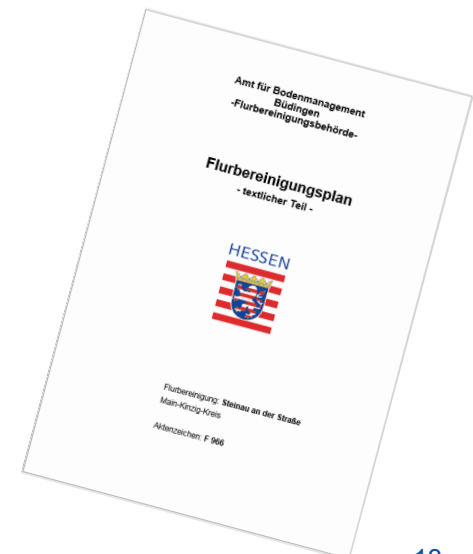 Amt für Bodenmanagement
Büdingen
-Flurbereinigungsbehörde-
Flurbereinigungsplan
- textlicher Teil -
HESSEN
Flurbereinigung: Steinau an der Straße
Main-Kinzig-Kreis
Aktenzeichen: F 966